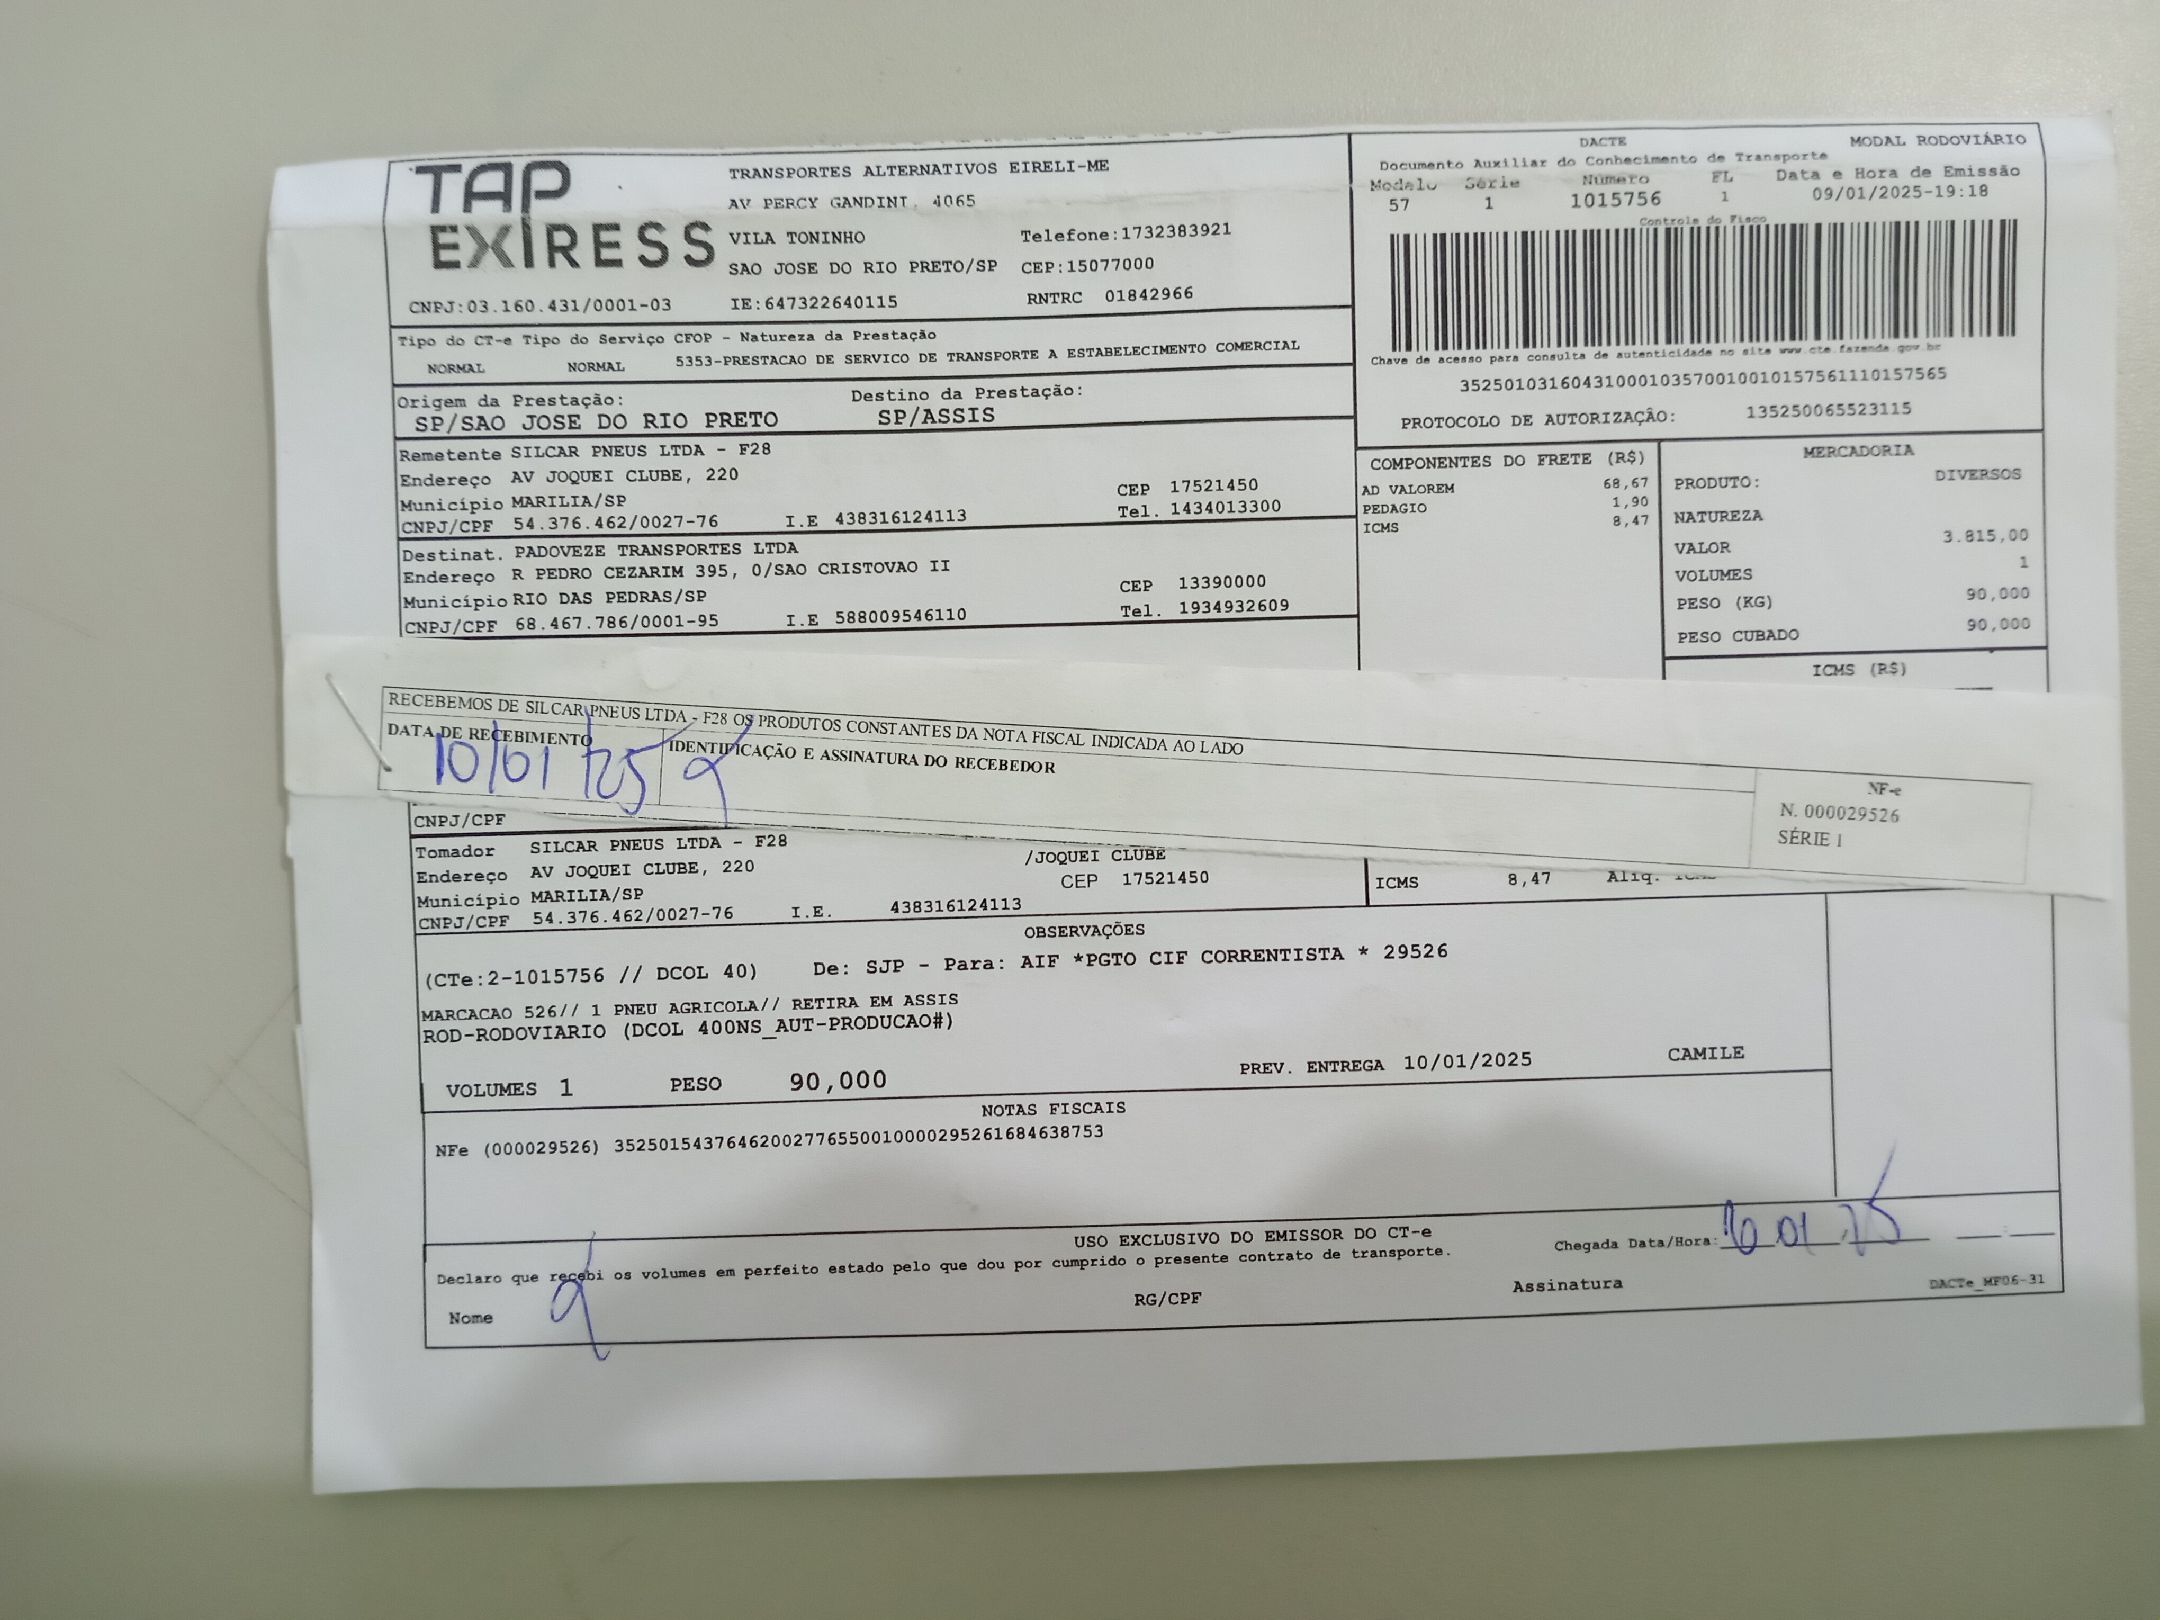 TAP
EXPRESS
TRANSPORTES ALTERNATIVOS EIRELI-ME
AV PERCY GANDINI, 4065
VILA TONINHO Telefone:1732383921
SAO JOSE DO RIO PRETO/SP CEP:15077000
CNPJ:03.160.431/0001-03 IE:647322640115 RNTRC 01842966
DACTE MODAL RODOVIÁRIO
Documento Auxiliar do Conhecimento de Transporte
Modelo Série Número FL Data e Hora de Emissão
57 1 1015756 1 09/01/2025-19:18
Controle do Fisco
Chave de acesso para consulta de autenticidade no site www.cte.fazenda.gov.br
35250103160431000103570010010157561110157565
PROTOCOLO DE AUTORIZAÇÃO: 135250065523115
Tipo do CT-e Tipo do Serviço CFOP - Natureza da Prestação
NORMAL NORMAL 5353-PRESTACAO DE SERVICO DE TRANSPORTE A ESTABELECIMENTO COMERCIAL
Origem da Prestação: Destino da Prestação:
SP/SAO JOSE DO RIO PRETO SP/ASSIS
Remetente SILCAR PNEUS LTDA - F28
Endereço AV JOQUEI CLUBE, 220
Município MARILIA/SP CEP 17521450
CNPJ/CPF 54.376.462/0027-76 I.E 438316124113 Tel. 1434013300
Destinat. PADOVEZE TRANSPORTES LTDA
Endereço R PEDRO CEZARIM 395, 0/SAO CRISTOVAO II
Município RIO DAS PEDRAS/SP CEP 13390000
CNPJ/CPF 68.467.786/0001-95 I.E 588009546110 Tel. 1934932609
COMPONENTES DO FRETE (R$)
AD VALOREM 68,67
PEDAGIO 1,90
ICMS 8,47
MERCADORIA
PRODUTO: DIVERSOS
NATUREZA
VALOR 3.815,00
VOLUMES 1
PESO (KG) 90,000
PESO CUBADO 90,000
ICMS (R$)
RECEBEMOS DE SILCAR PNEUS LTDA - F28 OS PRODUTOS CONSTANTES DA NOTA FISCAL INDICADA AO LADO
DATA DE RECEBIMENTO IDENTIFICAÇÃO E ASSINATURA DO RECEBEDOR
10/01/25
NF-e
N. 000029526
SÉRIE 1
CNPJ/CPF
Tomador SILCAR PNEUS LTDA - F28
Endereço AV JOQUEI CLUBE, 220 /JOQUEI CLUBE
Município MARILIA/SP CEP 17521450
CNPJ/CPF 54.376.462/0027-76 I.E. 438316124113
ICMS 8,47 Aliq.
OBSERVAÇÕES
(CTe:2-1015756 // DCOL 40) De: SJP - Para: AIF *PGTO CIF CORRENTISTA * 29526
MARCACAO 526// 1 PNEU AGRICOLA// RETIRA EM ASSIS
ROD-RODOVIARIO (DCOL 400NS_AUT-PRODUCAO#)
VOLUMES 1 PESO 90,000 PREV. ENTREGA 10/01/2025 CAMILE
NOTAS FISCAIS
NFe (000029526) 35250154376462002776550010000295261684638753
USO EXCLUSIVO DO EMISSOR DO CT-e
Declaro que recebi os volumes em perfeito estado pelo que dou por cumprido o presente contrato de transporte.
Chegada Data/Hora: 10 01 25
Nome RG/CPF Assinatura DACTe_MF06-31